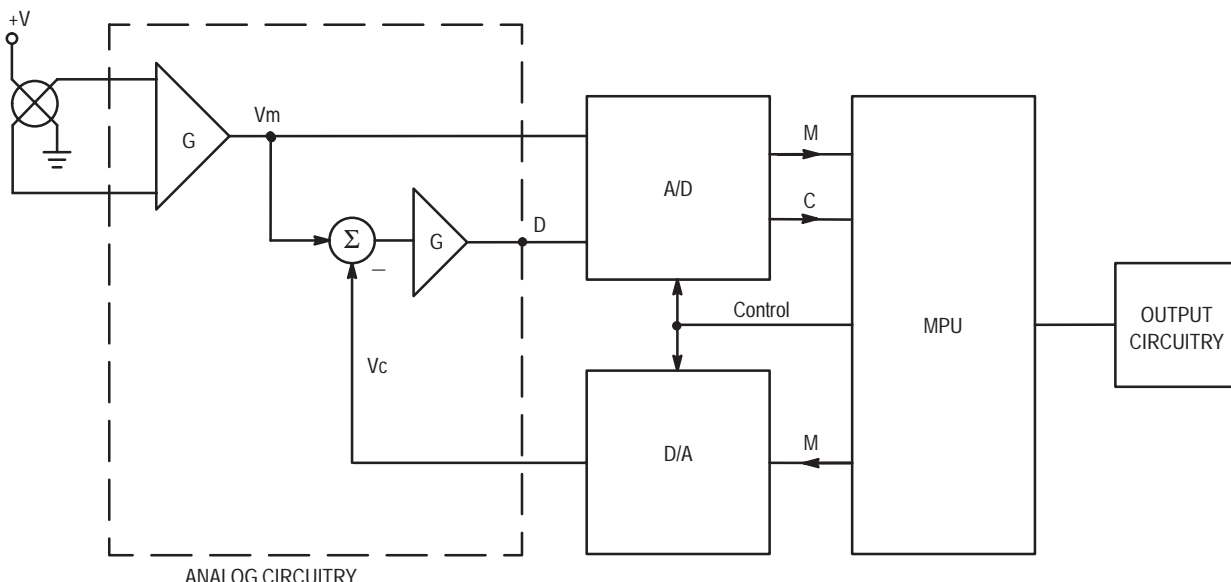 +V
Vm
G
M
A/D
C
Σ
−
G
D
Control
MPU
OUTPUT
CIRCUITRY
Vc
D/A
M
ANALOG CIRCUITRY